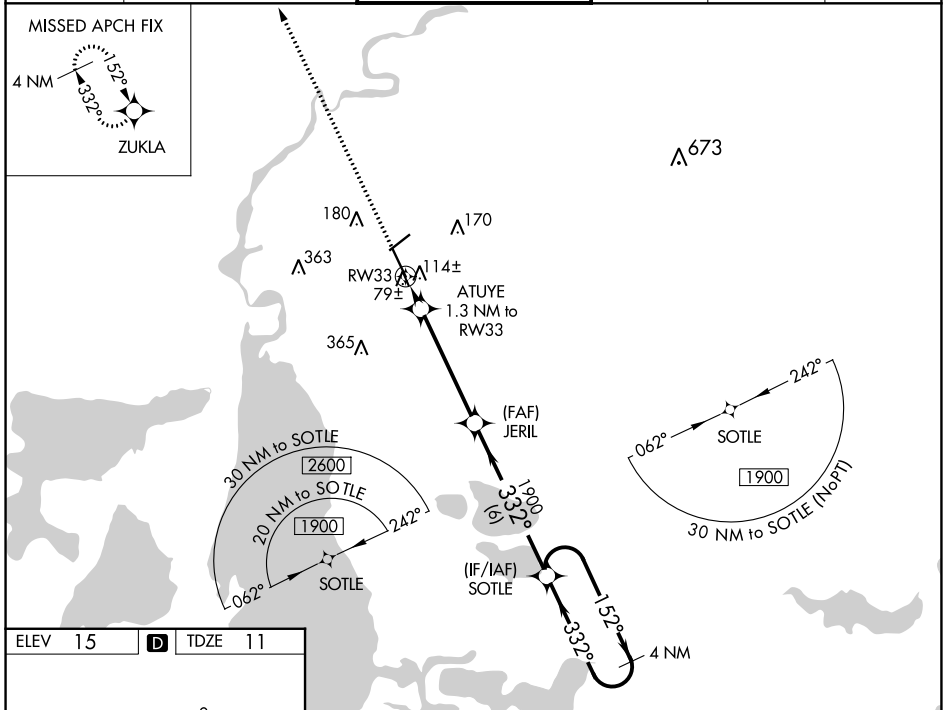 MISSED APCH FIX
4 NM
152°
332°
ZUKLA
673
180
170
363
RW33
114±
79±
ATUYE
1.3 NM to
RW33
365
(FAF)
JERIL
242°
062°
SOTLE
1900
30 NM to SOTLE (NoPT)
30 NM to SOTLE
2600
20 NM to SOTLE
1900
242°
062°
SOTLE
1900
332°
(6)
(IF/IAF)
SOTLE
152°
332°
4 NM
ELEV 15 D TDZE 11